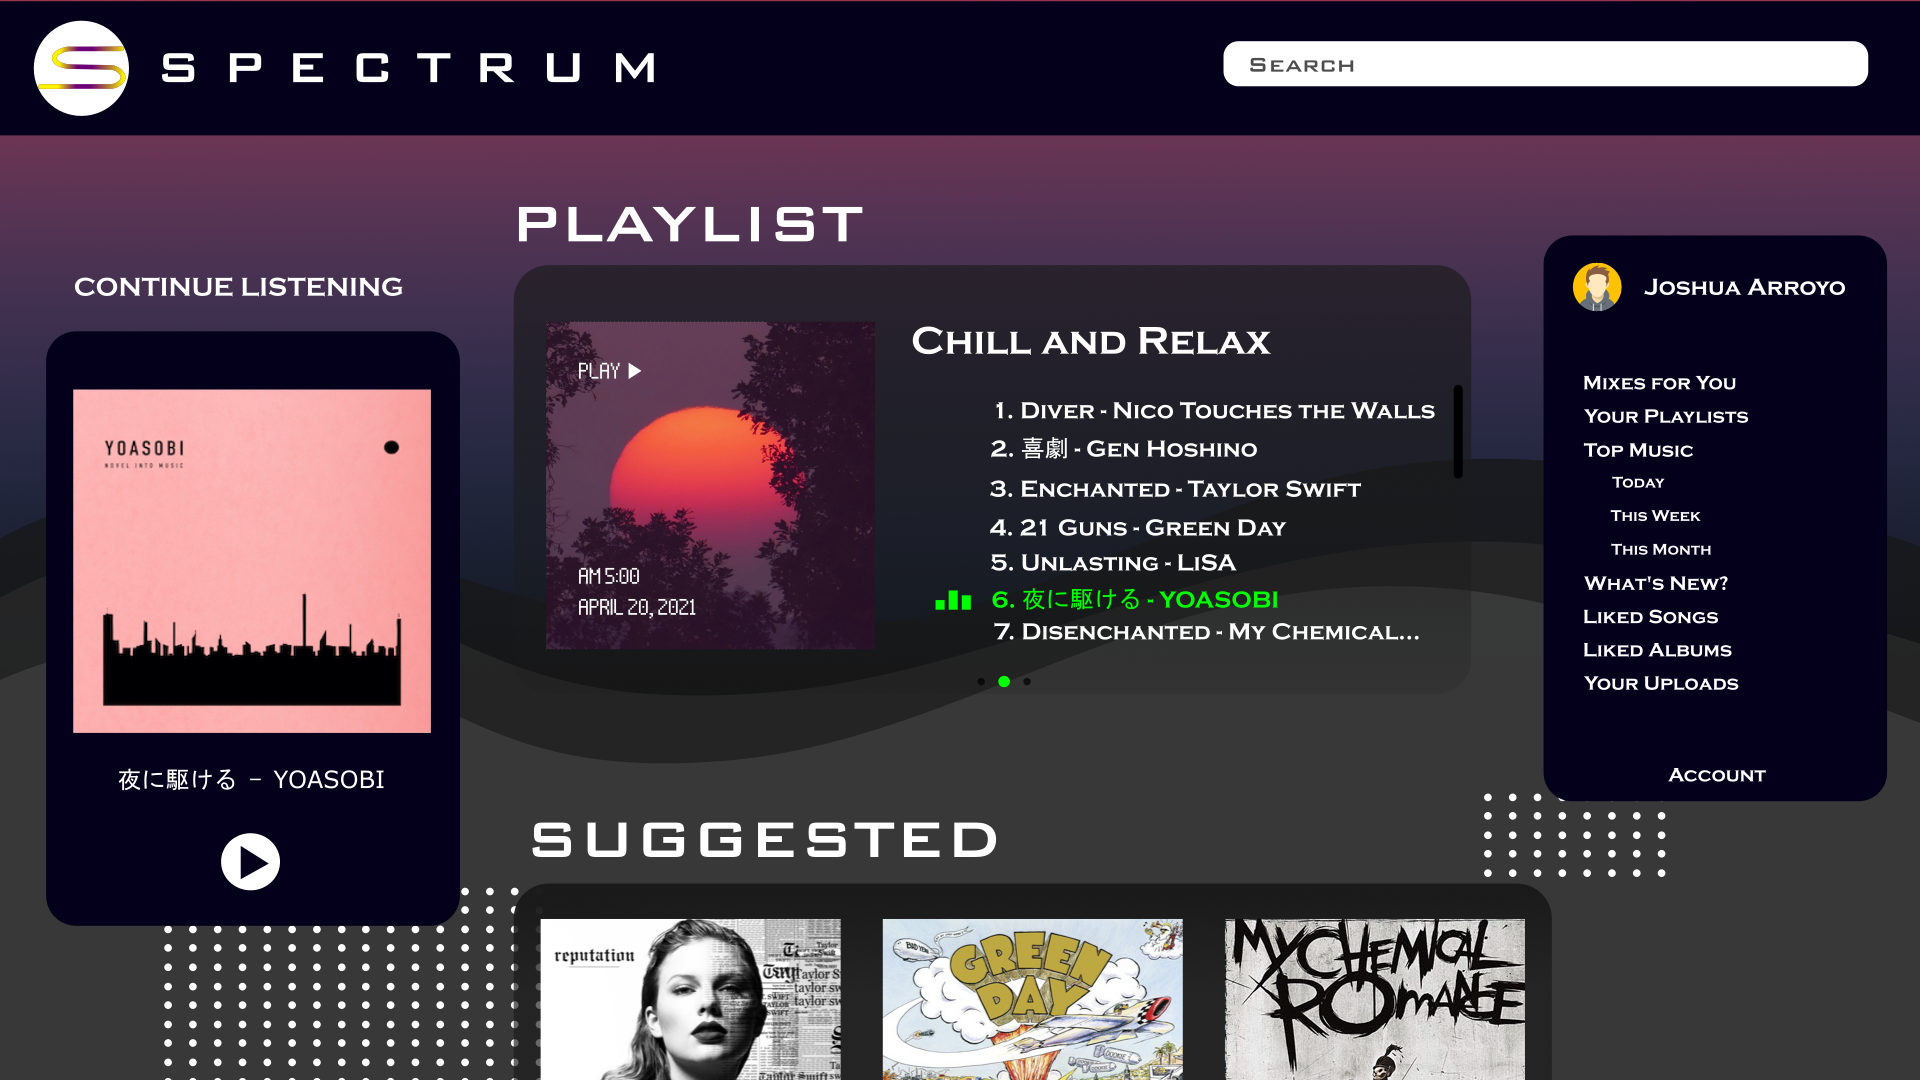 SPECTRUM
Search
PLAYLIST
CONTINUE LISTENING
YOASOBI
NOVEL INTO MUSIC
夜に駆ける - YOASOBI
PLAY
AM 5:00
APRIL 20, 2021
Chill and Relax
1. Diver - Nico Touches the Walls
2. 喜劇 - Gen Hoshino
3. Enchanted - Taylor Swift
4. 21 Guns - Green Day
5. Unlasting - LiSA
6. 夜に駆ける - YOASOBI
7. Disenchanted - My Chemical...
Joshua Arroyo
Mixes for You
Your Playlists
Top Music
Today
This Week
This Month
What's New?
Liked Songs
Liked Albums
Your Uploads
Account
SUGGESTED
reputation
GREEN
DAY
MY CHEMICAL
ROMANCE